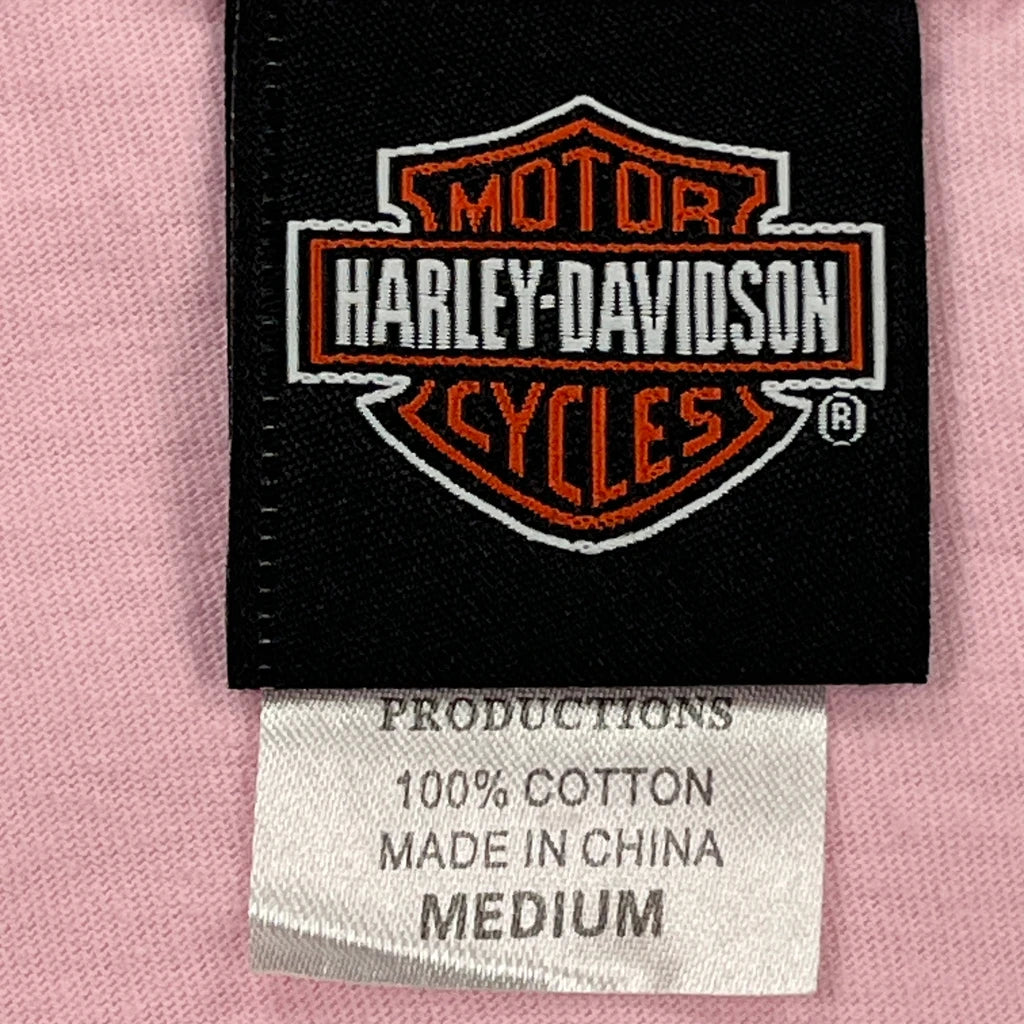 MOTOR
HARLEY-DAVIDSON
CYCLES
®
PRODUCTIONS
100% COTTON
MADE IN CHINA
MEDIUM